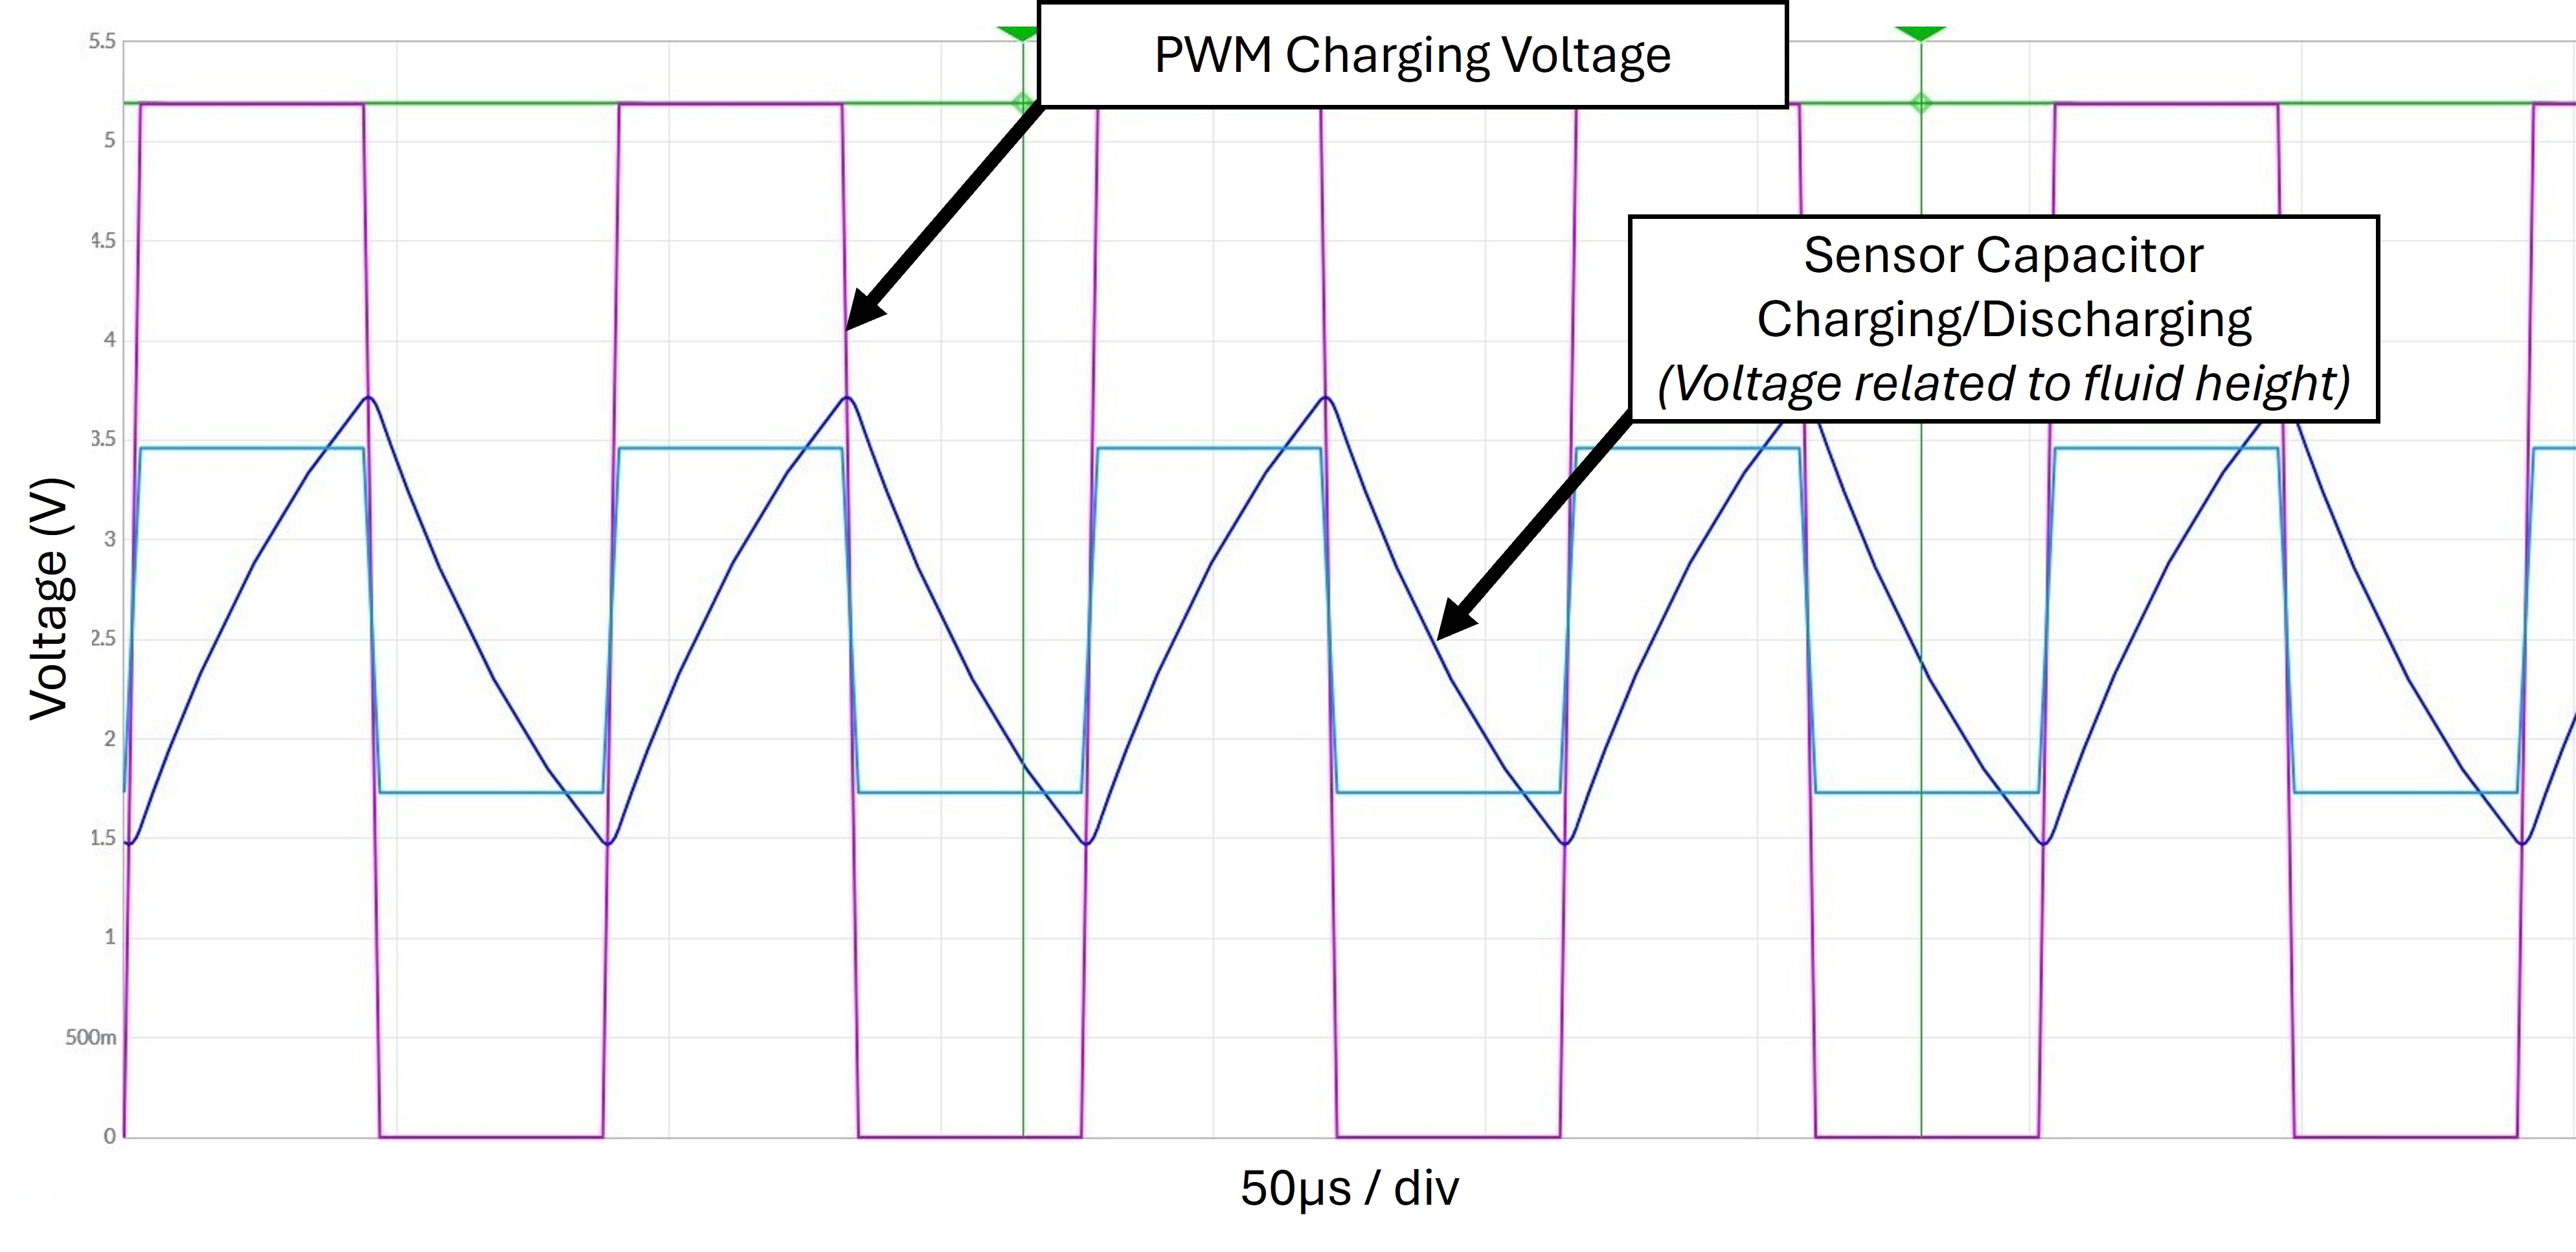 PWM Charging Voltage
Sensor Capacitor
Charging/Discharging
(Voltage related to fluid height)
Voltage (V)
5.5
5
4.5
4
3.5
3
2.5
2
1.5
1
500m
0
50µs / div